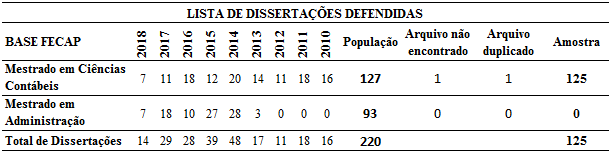 LISTA DE DISSERTAÇÕES DEFENDIDAS
BASE FECAP 2018 2017 2016 2015 2014 2013 2012 2011 2010 População Arquivo não encontrado Arquivo duplicado Amostra
Mestrado em Ciências Contábeis 7 11 18 12 20 14 11 18 16 127 1 1 125
Mestrado em Administração 7 18 10 27 28 3 0 0 0 93 0 0 0
Total de Dissertações 14 29 28 39 48 17 11 18 16 220 125